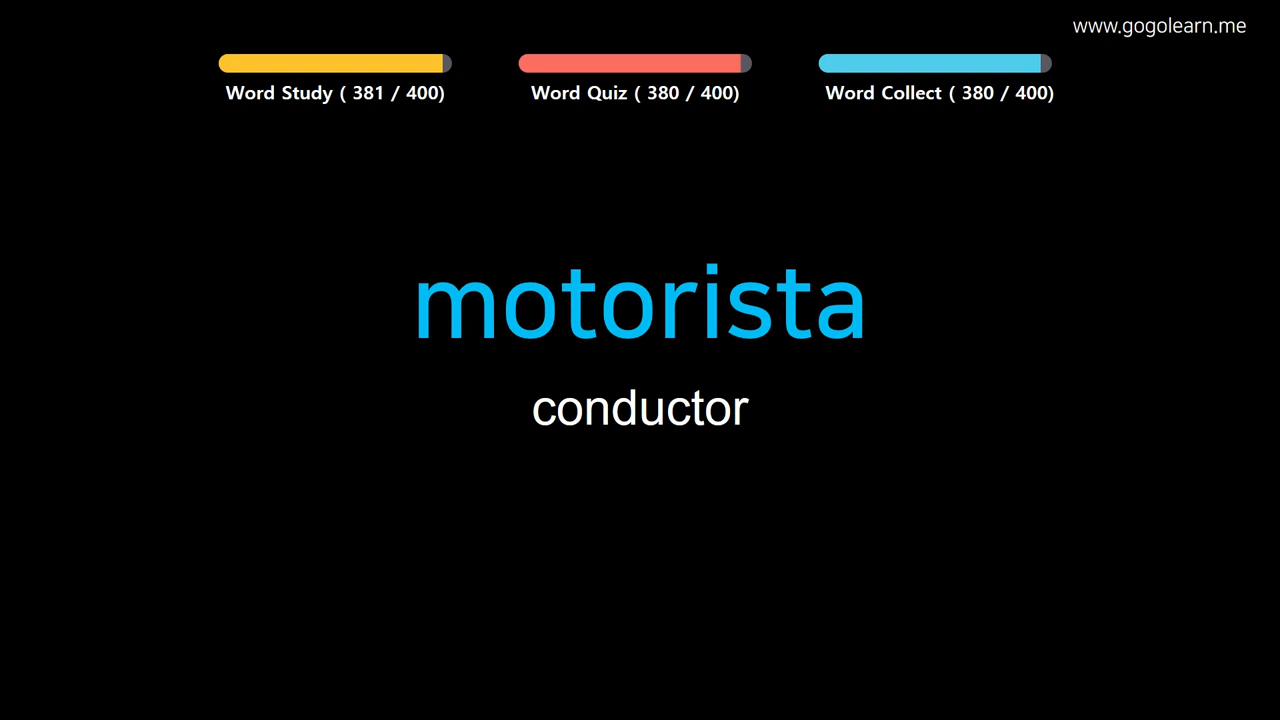 www.gogolearn.me
Word Study ( 381 / 400)
Word Quiz ( 380 / 400)
Word Collect ( 380 / 400)
motorista
conductor